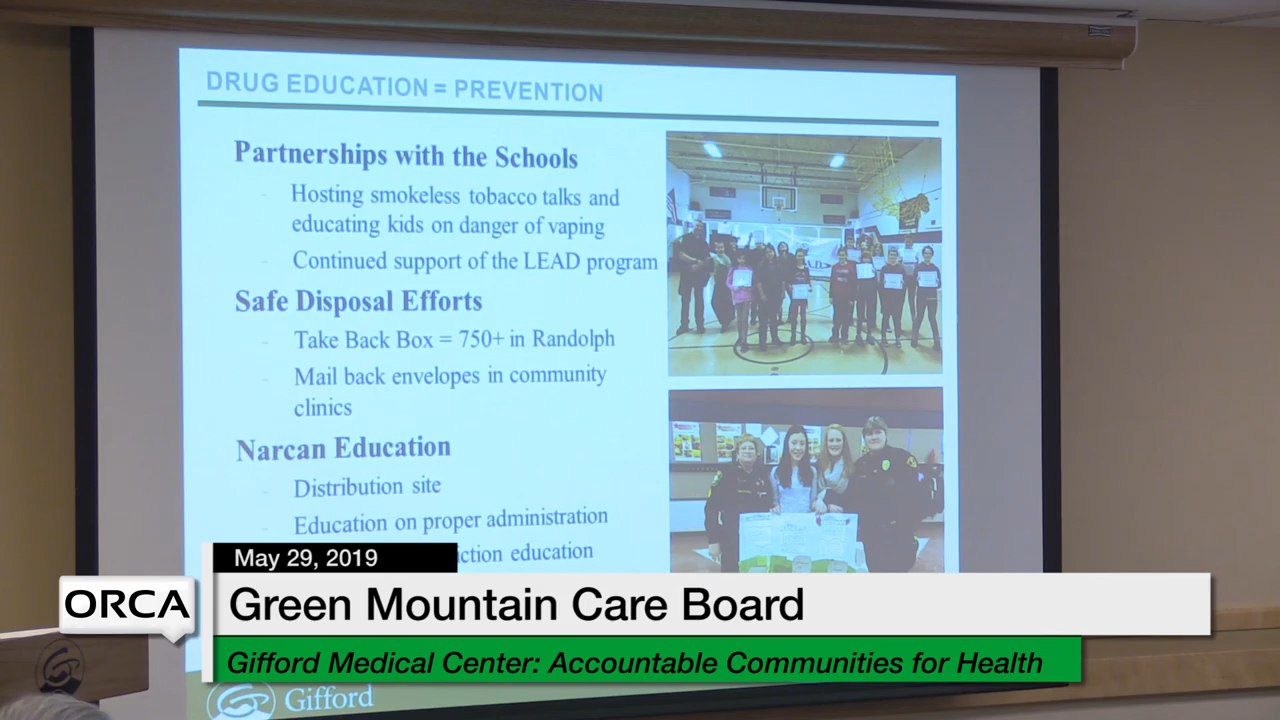 DRUG EDUCATION = PREVENTION
Partnerships with the Schools
- Hosting smokeless tobacco talks and
educating kids on danger of vaping
- Continued support of the LEAD program
Safe Disposal Efforts
- Take Back Box = 750+ in Randolph
- Mail back envelopes in community
clinics
Narcan Education
- Distribution site
- Education on proper administration
education
May 29, 2019
ORCA
Green Mountain Care Board
Gifford Medical Center: Accountable Communities for Health
Gifford